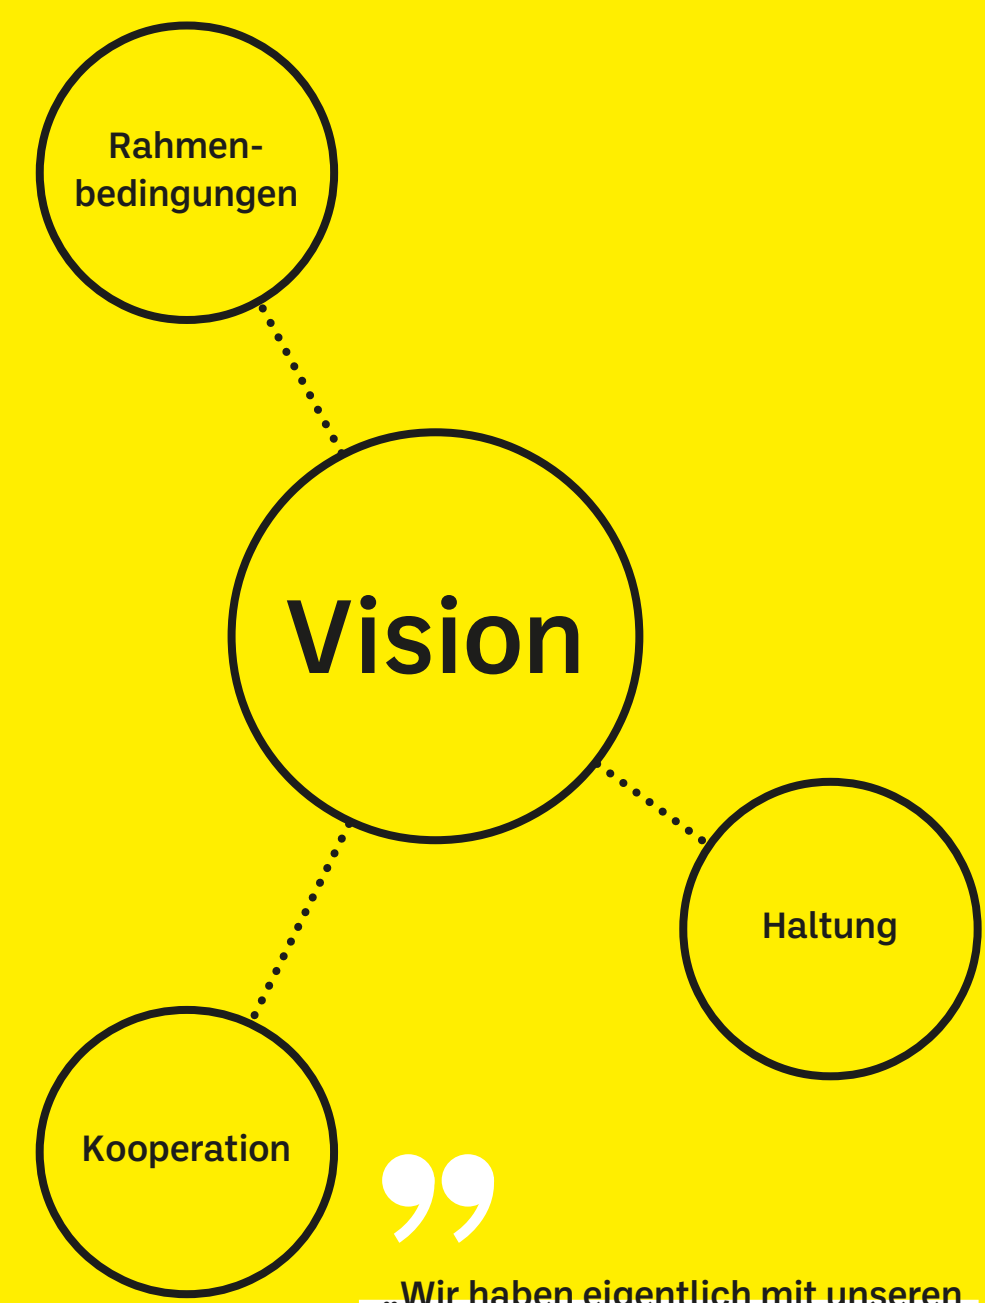 Rahmen-
bedingungen
Vision
Haltung
Kooperation
”
„Wir haben eigentlich mit unseren